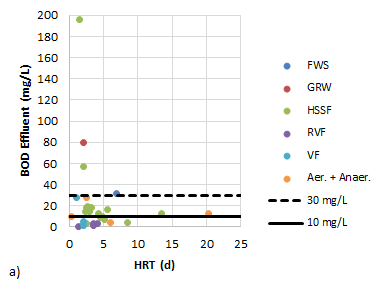 BOD Effluent (mg/L)
200
180
160
140
120
100
80
60
40
20
0
0 5 10 15 20 25
HRT (d)
FWS
GRW
HSSF
RVF
VF
Aer. + Anaer.
30 mg/L
10 mg/L
a)